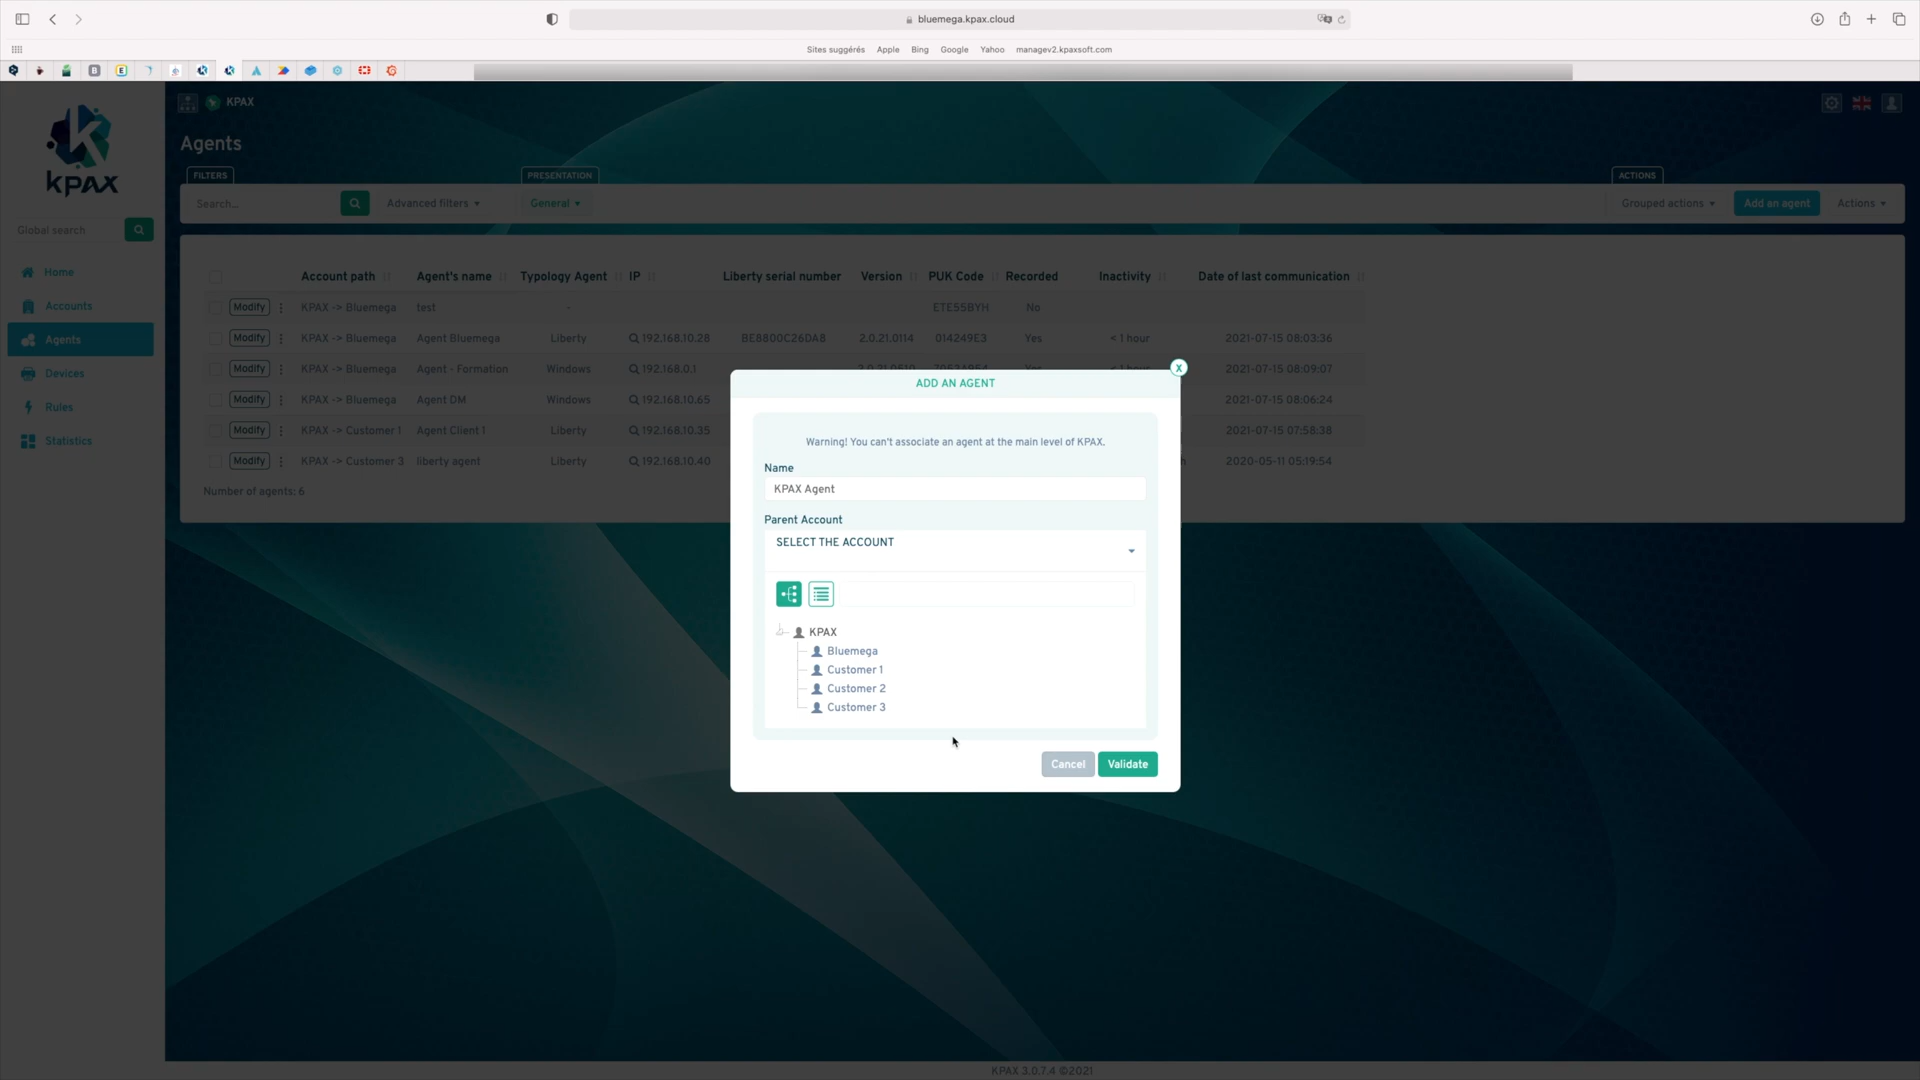 bluemega.kpax.cloud
Sites suggérés Apple Bing Google Yahoo managev2.kpaxsoft.com
KPAX
kpax
Agents
FILTERS PRESENTATION ACTIONS
Search... Advanced filters General Grouped actions Add an agent Actions
Global search
Home
Accounts
Agents
Devices
Rules
Statistics
Account path Agent's name Typology Agent IP Liberty serial number Version PUK Code Recorded Inactivity Date of last communication
Modify KPAX -> Bluemega test - ETE55BYH No
Modify KPAX -> Bluemega Agent Bluemega Liberty 192.168.10.28 BE8800C26DA8 2.0.21.0114 014249E3 Yes < 1 hour 2021-07-15 08:03:36
Modify KPAX -> Bluemega Agent - Formation Windows 192.168.0.1 2021-07-15 08:09:07
Modify KPAX -> Bluemega Agent DM Windows 192.168.10.65 2021-07-15 08:06:24
Modify KPAX -> Customer 1 Agent Client 1 Liberty 192.168.10.35 2021-07-15 07:58:38
Modify KPAX -> Customer 3 liberty agent Liberty 192.168.10.40 2020-05-11 05:19:54
Number of agents: 6
X
ADD AN AGENT
Warning! You can't associate an agent at the main level of KPAX.
Name
KPAX Agent
Parent Account
SELECT THE ACCOUNT
KPAX
Bluemega
Customer 1
Customer 2
Customer 3
Cancel Validate
KPAX 3.0.7.4 ©2021